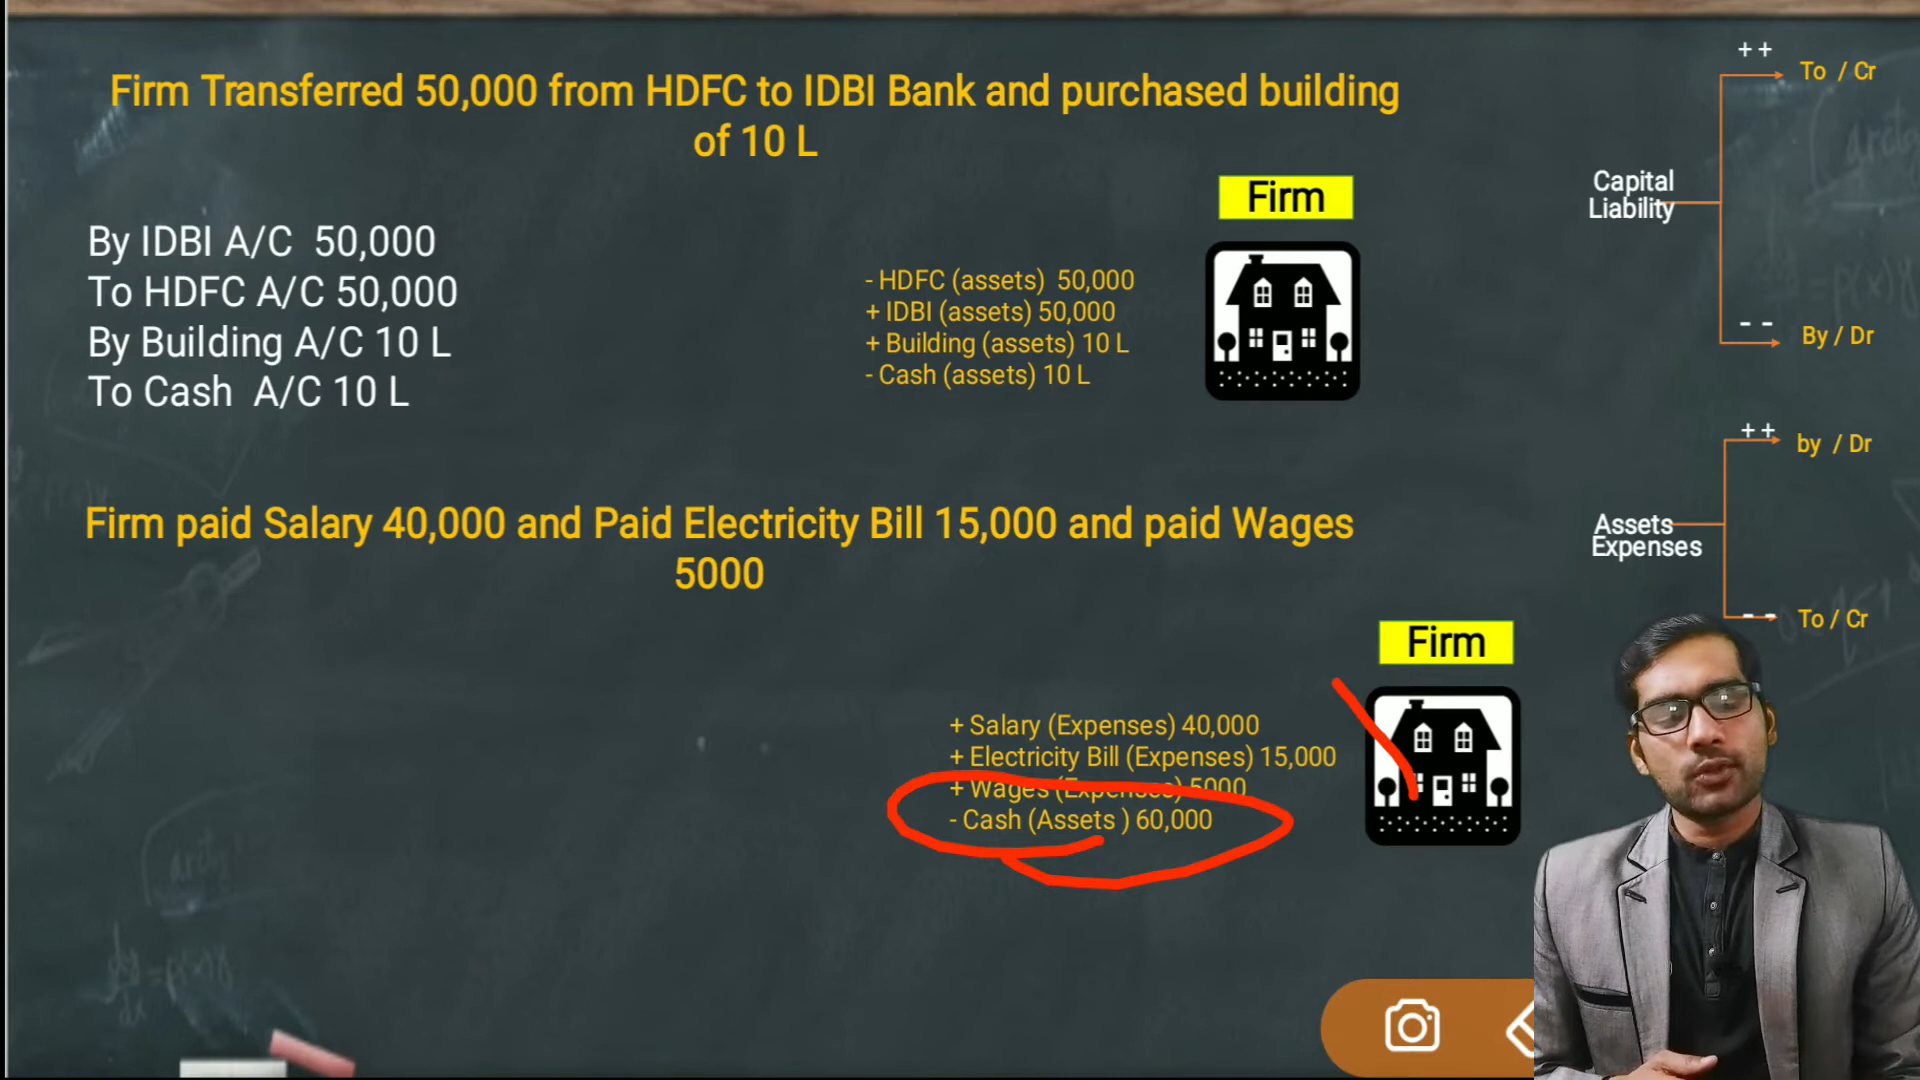 Firm Transferred 50,000 from HDFC to IDBI Bank and purchased building
of 10 L
By IDBI A/C 50,000
To HDFC A/C 50,000
By Building A/C 10 L
To Cash A/C 10 L
- HDFC (assets) 50,000
+ IDBI (assets) 50,000
+ Building (assets) 10 L
- Cash (assets) 10 L
Firm
Capital
Liability
++
To / Cr
- -
By / Dr
Assets
Expenses
++
by / Dr
- -
To / Cr
Firm paid Salary 40,000 and Paid Electricity Bill 15,000 and paid Wages
5000
Firm
+ Salary (Expenses) 40,000
+ Electricity Bill (Expenses) 15,000
+ Wages (Expenses) 5000
- Cash (Assets ) 60,000